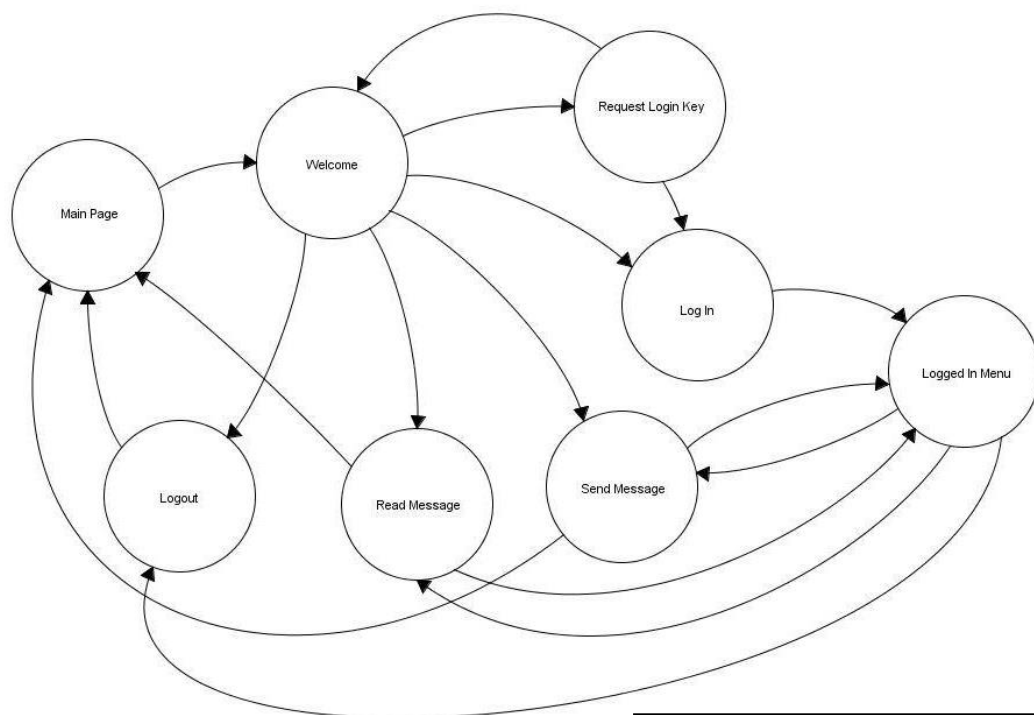 Request Login Key
Welcome
Main Page
Log In
Logged In Menu
Send Message
Logout
Read Message